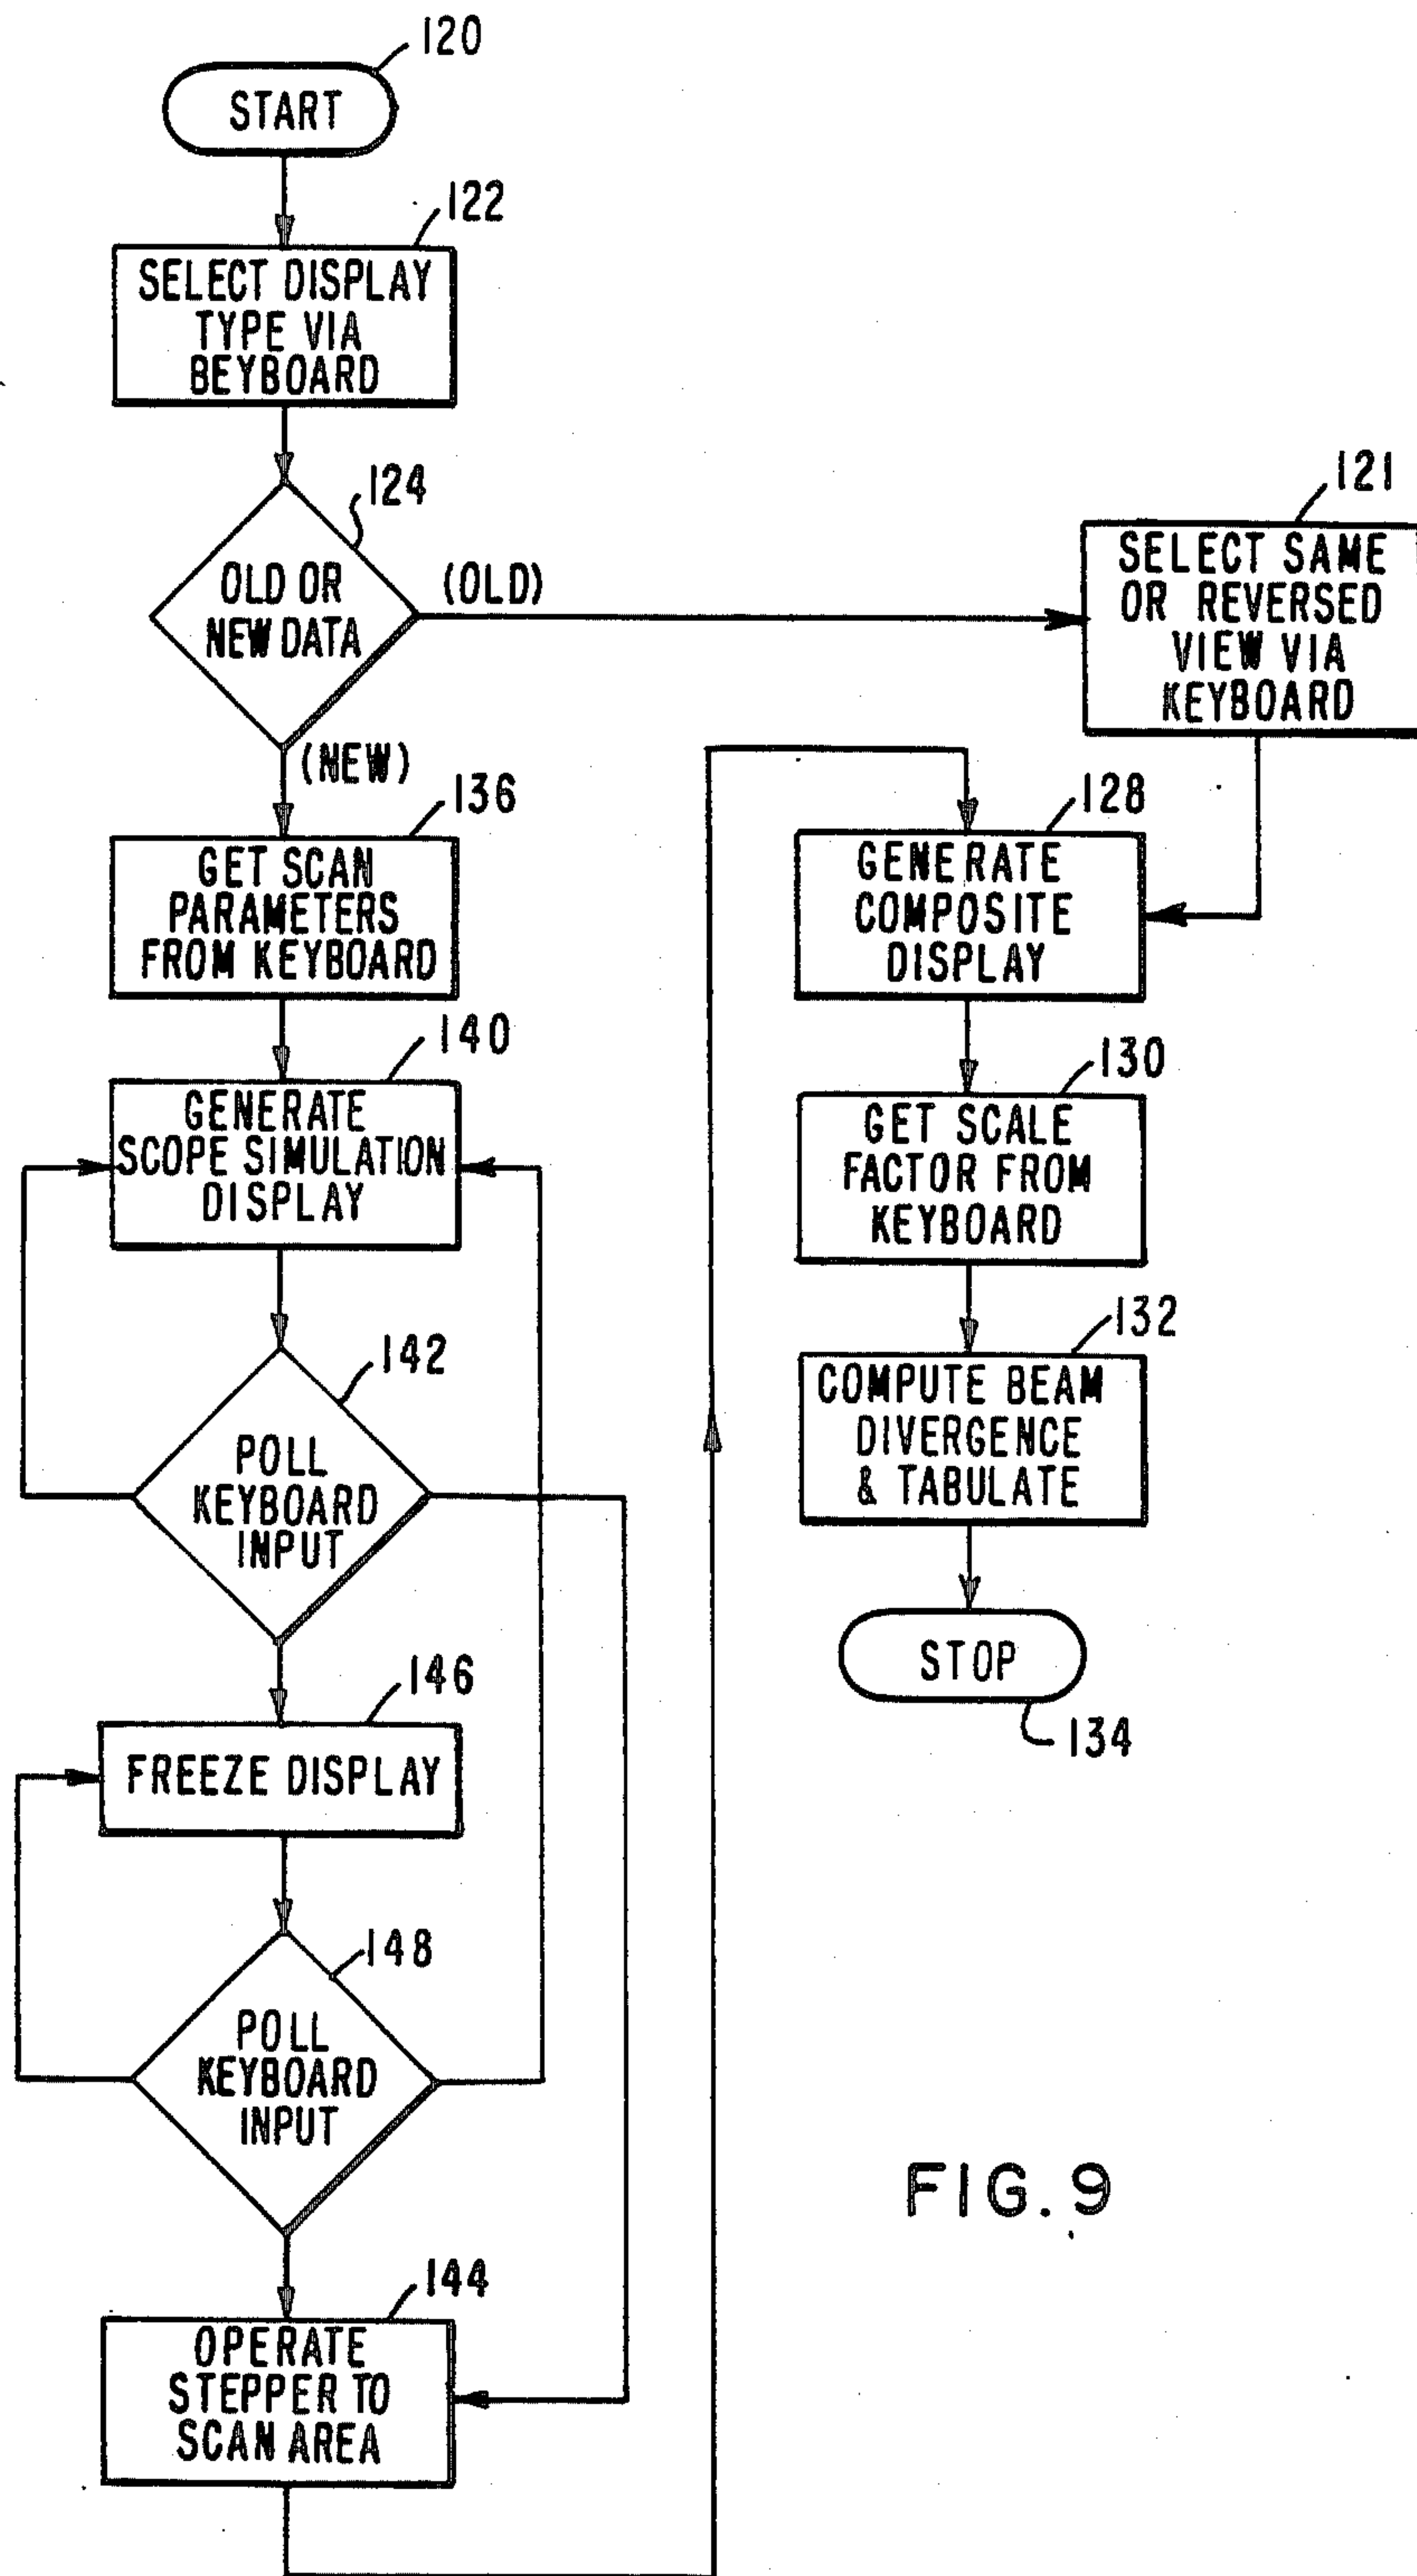 120
START
122
SELECT DISPLAY
TYPE VIA
BEYBOARD
124
OLD OR
NEW DATA
(OLD)
(NEW)
121
SELECT SAME
OR REVERSED
VIEW VIA
KEYBOARD
136
GET SCAN
PARAMETERS
FROM KEYBOARD
140
GENERATE
SCOPE SIMULATION
DISPLAY
142
POLL
KEYBOARD
INPUT
146
FREEZE DISPLAY
148
POLL
KEYBOARD
INPUT
144
OPERATE
STEPPER TO
SCAN AREA
128
GENERATE
COMPOSITE
DISPLAY
130
GET SCALE
FACTOR FROM
KEYBOARD
132
COMPUTE BEAM
DIVERGENCE
& TABULATE
STOP
134
FIG. 9